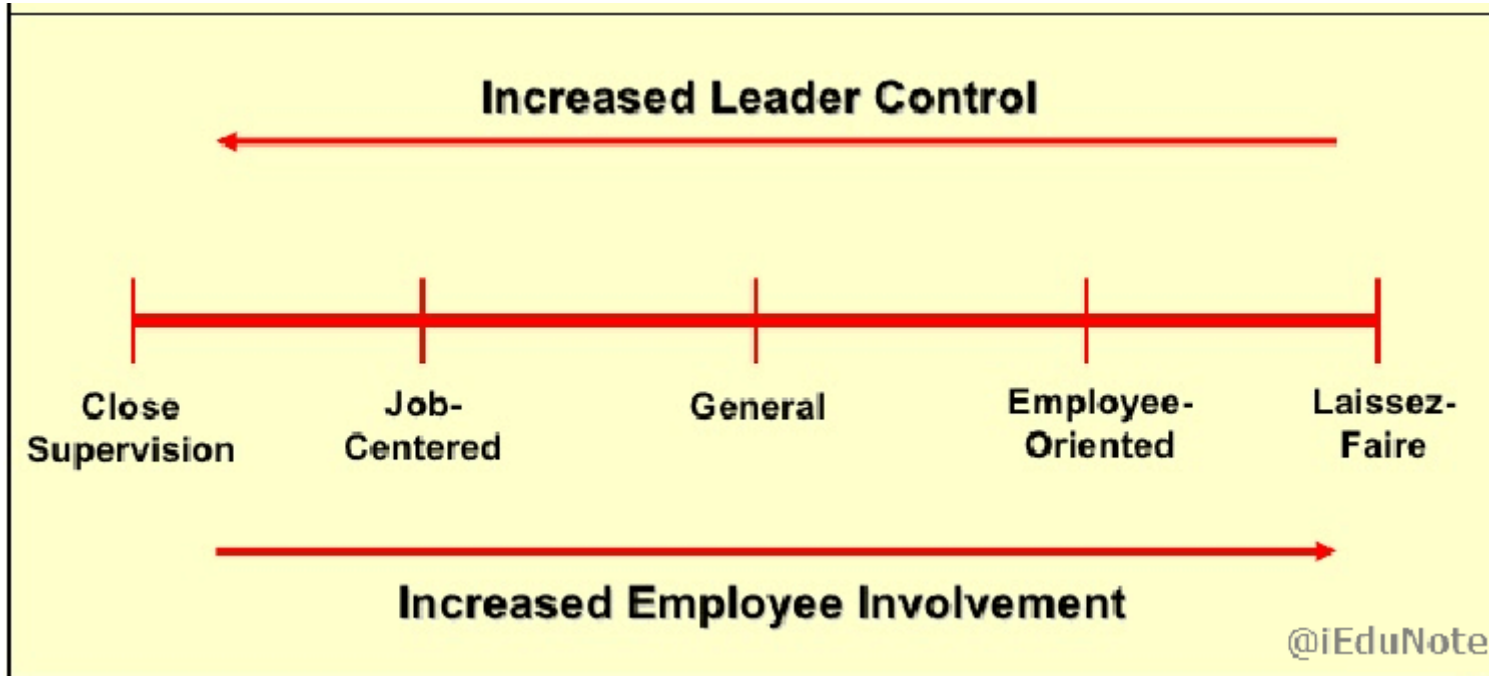 Increased Leader Control
Close
Supervision
Job-
Centered
General
Employee-
Oriented
Laissez-
Faire
Increased Employee Involvement
@iEduNote